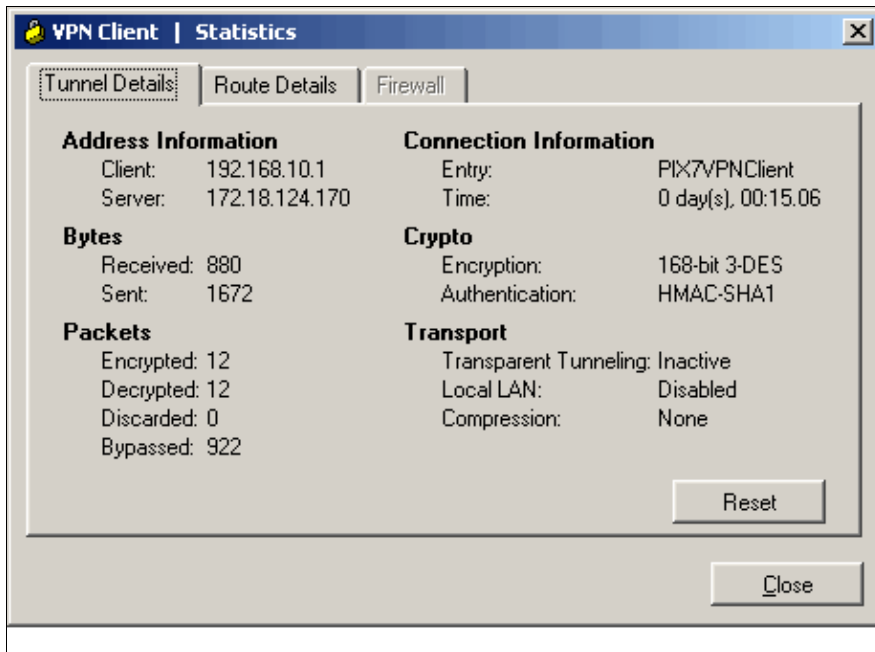 VPN Client | Statistics
Tunnel Details
Route Details
Firewall
Address Information
Client: 192.168.10.1
Server: 172.18.124.170
Bytes
Received: 880
Sent: 1672
Packets
Encrypted: 12
Decrypted: 12
Discarded: 0
Bypassed: 922
Connection Information
Entry: PIX7VPNClient
Time: 0 day(s), 00:15.06
Crypto
Encryption: 168-bit 3-DES
Authentication: HMAC-SHA1
Transport
Transparent Tunneling: Inactive
Local LAN: Disabled
Compression: None
Reset
Close